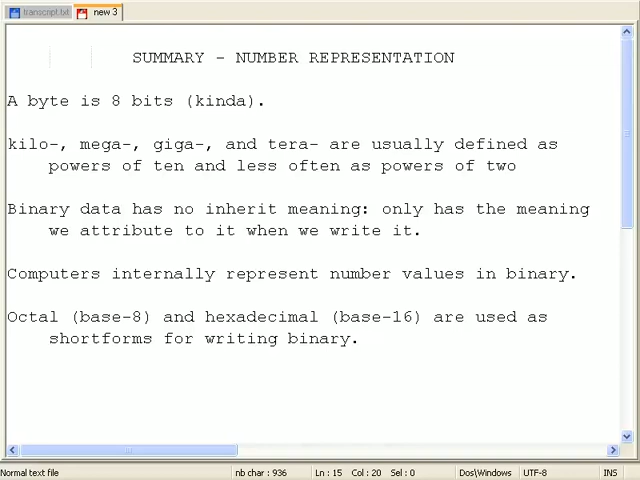 transcript.txt new 3
SUMMARY - NUMBER REPRESENTATION
A byte is 8 bits (kinda).
kilo-, mega-, giga-, and tera- are usually defined as
powers of ten and less often as powers of two
Binary data has no inherit meaning: only has the meaning
we attribute to it when we write it.
Computers internally represent number values in binary.
Octal (base-8) and hexadecimal (base-16) are used as
shortforms for writing binary.
Normal text file nb char : 936 Ln : 15 Col : 20 Sel : 0 Dos\Windows UTF-8 INS